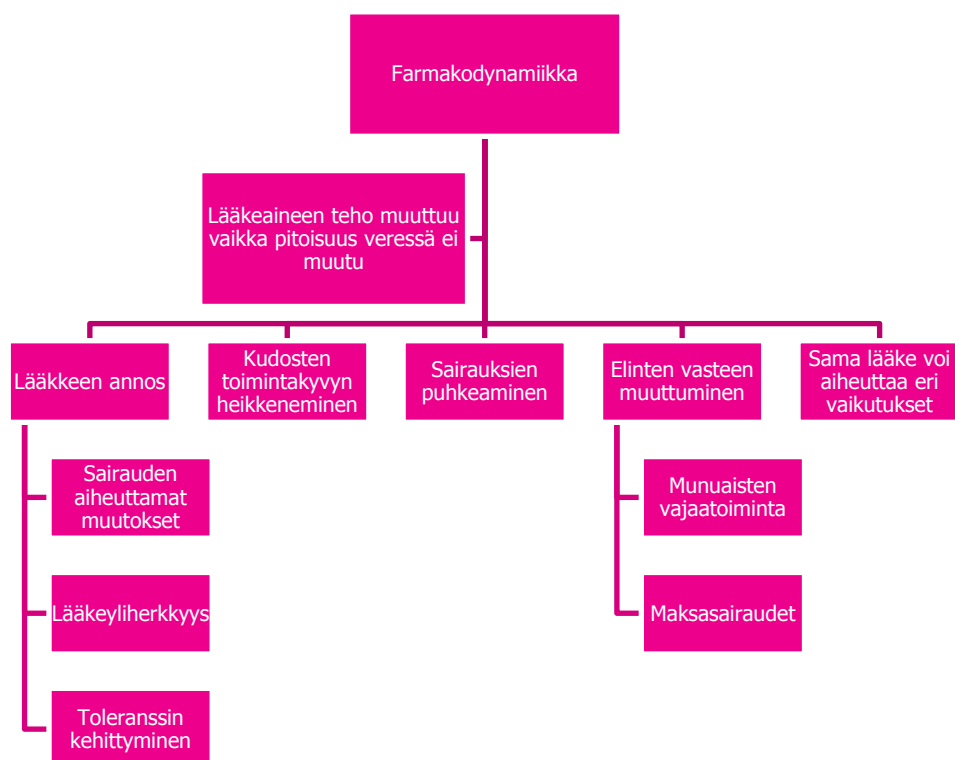 Farmakodynamiikka
Lääkeaineen teho muuttuu
vaikka pitoisuus veressä ei
muutu
Lääkkeen annos
Kudosten
toimintakyvyn
heikkeneminen
Sairauksien
puhkeaminen
Elinten vasteen
muuttuminen
Sama lääke voi
aiheuttaa eri
vaikutukset
Sairauden
aiheuttamat
muutokset
Lääkeyliherkkyys
Toleranssin
kehittyminen
Munuaisten
vajaatoiminta
Maksasairaudet